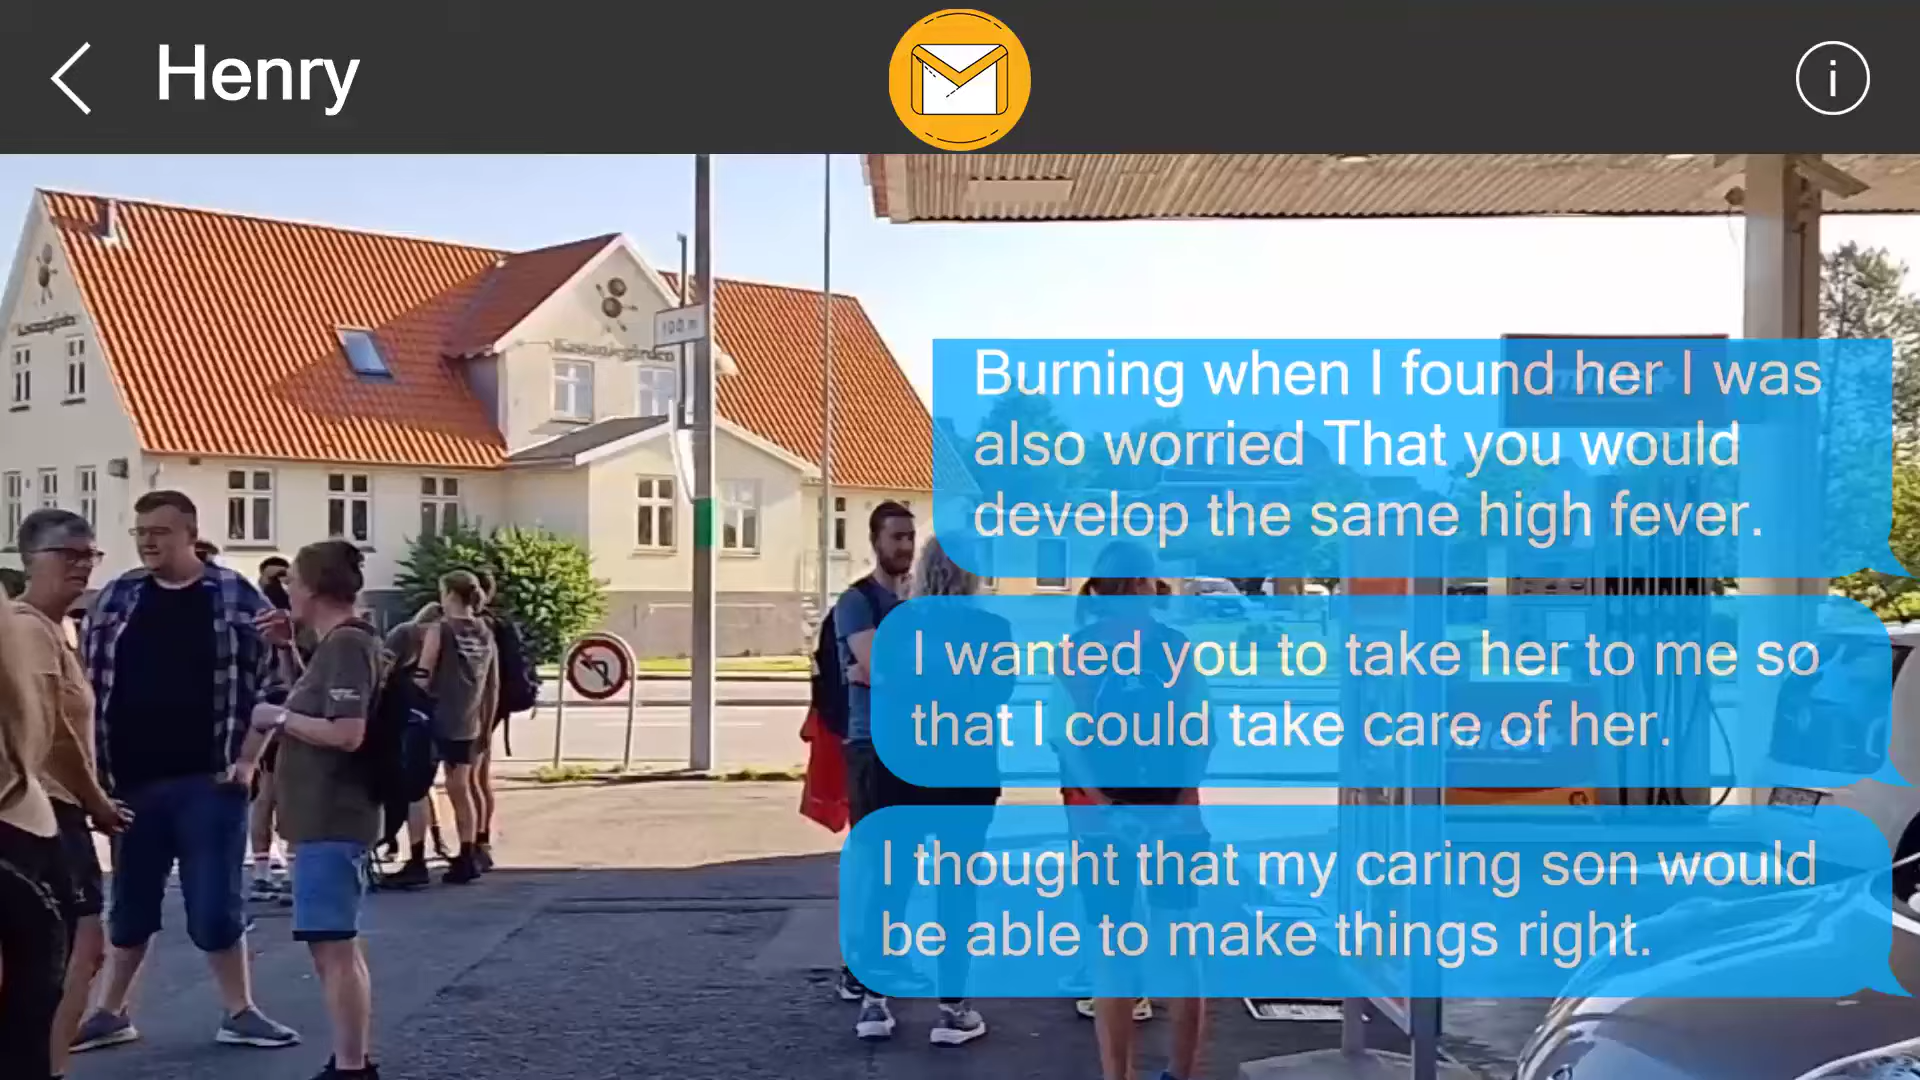 Henry
Kastaniegården
100 m
Burning when I found her I was
also worried That you would
develop the same high fever.
I wanted you to take her to me so
that I could take care of her.
I thought that my caring son would
be able to make things right.